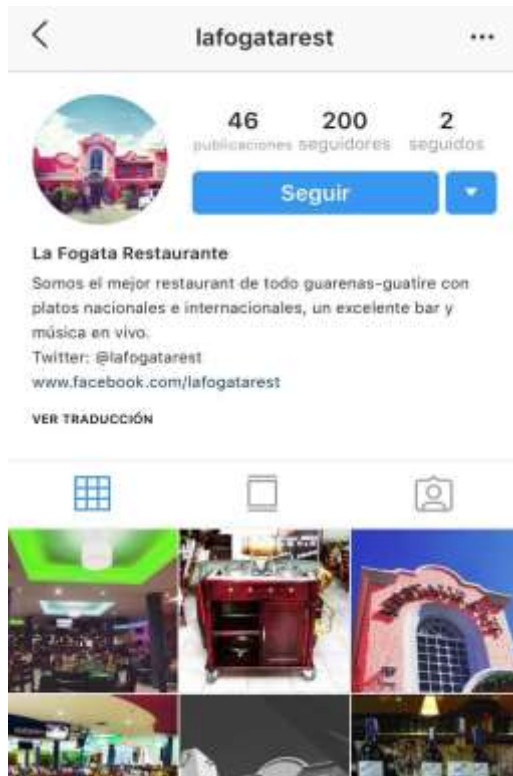 lafogatarest
46 200 2
publicaciones seguidores seguidos
Seguir
La Fogata Restaurante
Somos el mejor restaurant de todo guarenas-guatire con
platos nacionales e internacionales, un excelente bar y
música en vivo.
Twitter: @lafogatarest
www.facebook.com/lafogatarest
VER TRADUCCIÓN